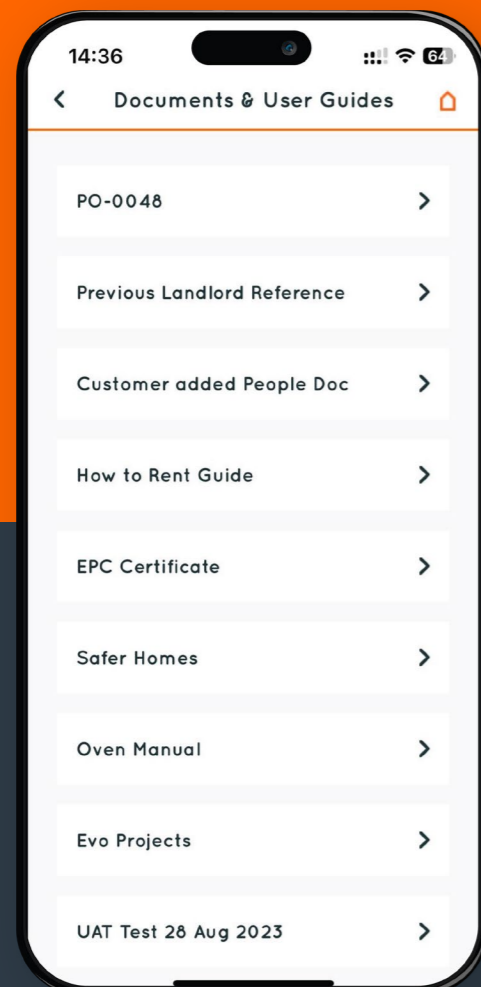 14:36
64
Documents & User Guides
PO-0048
Previous Landlord Reference
Customer added People Doc
How to Rent Guide
EPC Certificate
Safer Homes
Oven Manual
Evo Projects
UAT Test 28 Aug 2023